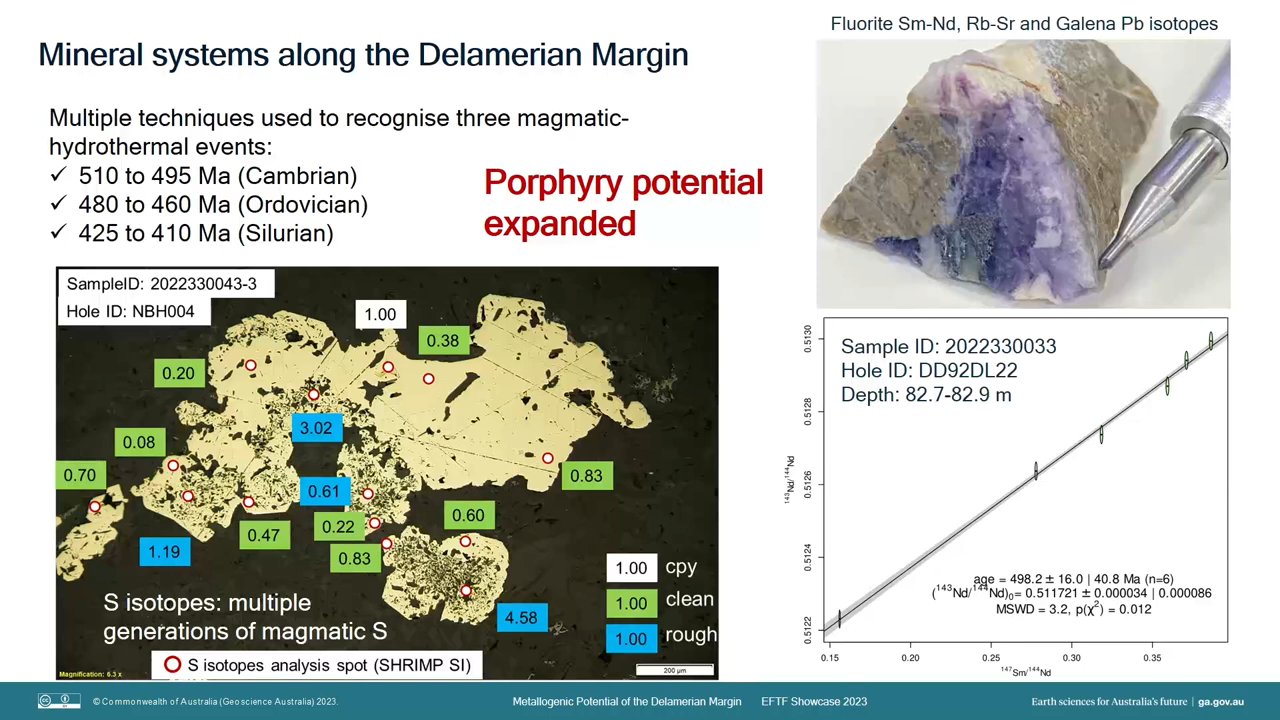 Fluorite Sm-Nd, Rb-Sr and Galena Pb isotopes
Mineral systems along the Delamerian Margin
Multiple techniques used to recognise three magmatic-
hydrothermal events:
✓ 510 to 495 Ma (Cambrian)
✓ 480 to 460 Ma (Ordovician)
✓ 425 to 410 Ma (Silurian)
Porphyry potential
expanded
SampleID: 2022330043-3
Hole ID: NBH004
1.00
0.38
0.20
3.02
0.08
0.70
0.83
0.61
0.60
0.22
0.47
1.19
0.83
4.58
1.00 cpy
1.00 clean
1.00 rough
S isotopes: multiple
generations of magmatic S
S isotopes analysis spot (SHRIMP SI)
Magnification: 6.3 x
200 µm
Sample ID: 2022330033
Hole ID: DD92DL22
Depth: 82.7-82.9 m
0.5130
0.5128
0.5126
0.5124
0.5122
¹⁴³Nd/¹⁴⁴Nd
age = 498.2 ± 16.0 | 40.8 Ma (n=6)
(¹⁴³Nd/¹⁴⁴Nd)₀= 0.511721 ± 0.000034 | 0.000086
MSWD = 3.2, p(χ²) = 0.012
0.15 0.20 0.25 0.30 0.35
¹⁴⁷Sm/¹⁴⁴Nd
© Commonwealth of Australia (Geoscience Australia) 2023.
Metallogenic Potential of the Delamerian Margin EFTF Showcase 2023
Earth sciences for Australia's future | ga.gov.au